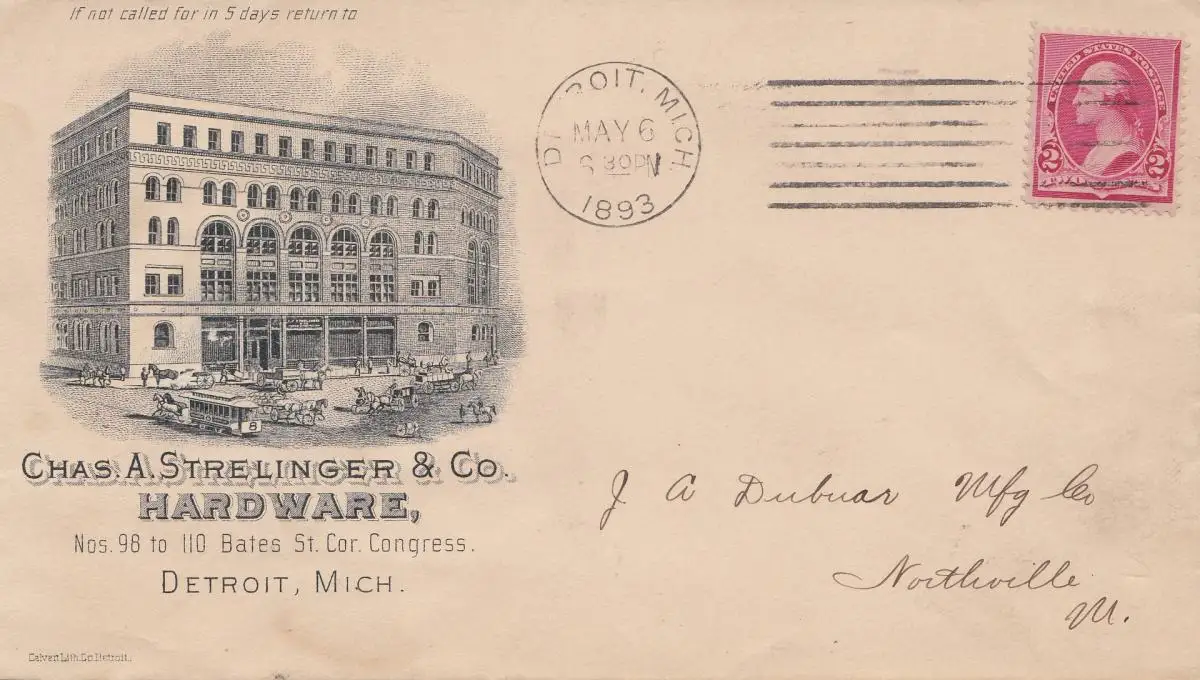 If not called for in 5 days return to
CHAS. A. STRELINGER & CO.
HARDWARE,
Nos. 98 to 110 Bates St. Cor. Congress.
DETROIT, MICH.
Calvert Lith. Co. Detroit.
DETROIT, MICH
MAY 6
30 PM
1893
UNITED STATES POSTAGE
2 2
8
J A Dubuar Mfg Co
Northville
M.